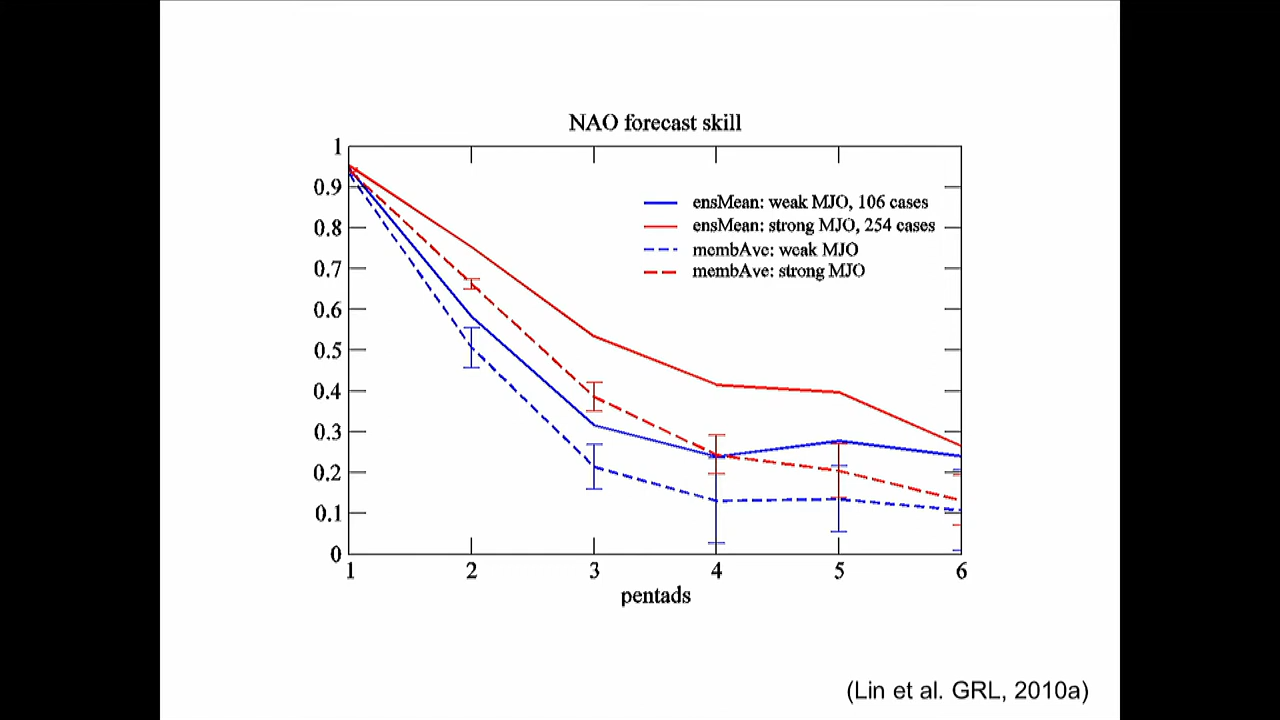 NAO forecast skill
1
0.9
0.8
0.7
0.6
0.5
0.4
0.3
0.2
0.1
0
ensMean: weak MJO, 106 cases
ensMean: strong MJO, 254 cases
membAve: weak MJO
membAve: strong MJO
1 2 3 4 5 6
pentads
(Lin et al. GRL, 2010a)